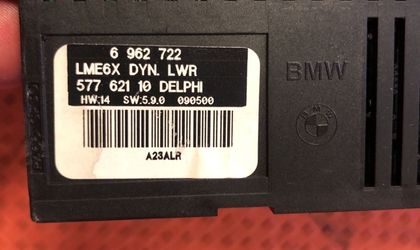 6 962 722
LME6X DYN. LWR
577 621 10 DELPHI
HW.14 SW.5.9.0 090500
A23ALR
BMW
BMW